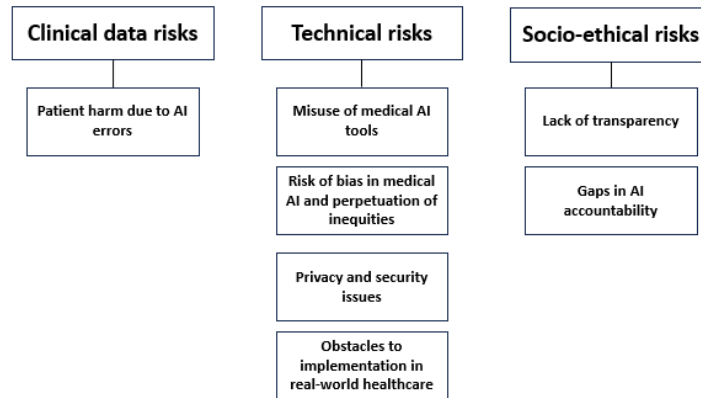 Clinical data risks
Patient harm due to AI
errors
Technical risks
Misuse of medical AI
tools
Risk of bias in medical
AI and perpetuation of
inequities
Privacy and security
issues
Obstacles to
implementation in
real-world healthcare
Socio-ethical risks
Lack of transparency
Gaps in AI
accountability